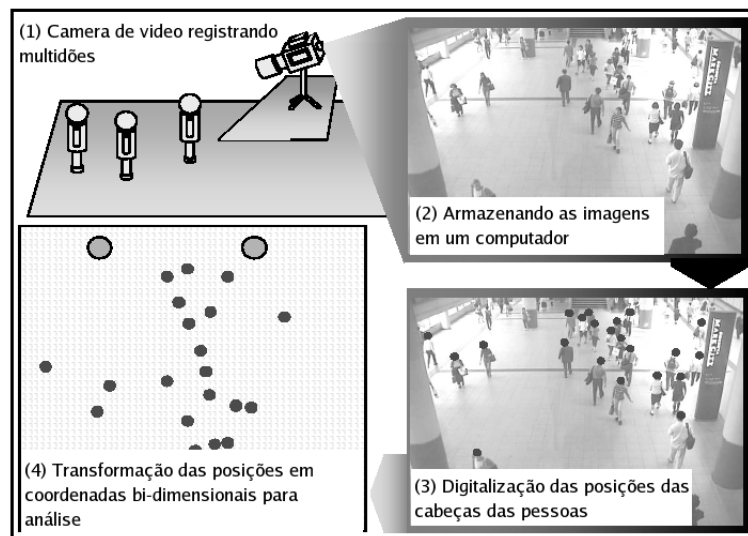 (1) Camera de video registrando
multidões
(2) Armazenando as imagens
em um computador
(3) Digitalização das posições das
cabeças das pessoas
(4) Transformação das posições em
coordenadas bi-dimensionais para
análise